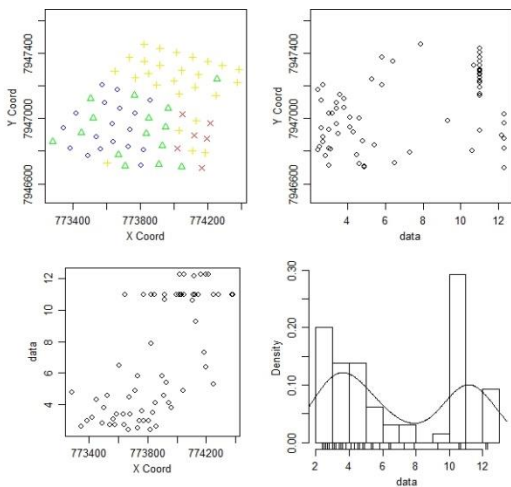 7947400
7947000
7946600
Y Coord
773400 773800 774200
X Coord
7947400
7947000
7946600
Y Coord
4 6 8 10 12
data
12
10
8
6
4
data
773400 773800 774200
X Coord
0.30
0.20
0.10
0.00
Density
2 4 6 8 10 12
data